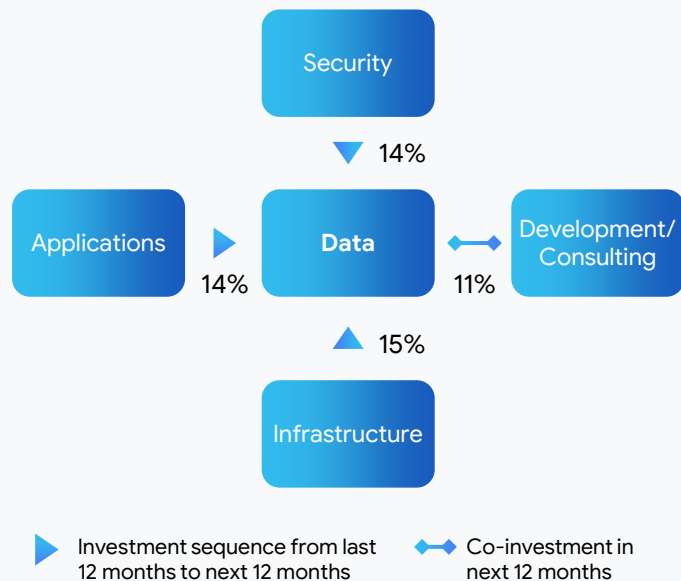 Security
14%
Applications
14%
Data
11%
Development/
Consulting
15%
Infrastructure
Investment sequence from last
12 months to next 12 months
Co-investment in
next 12 months